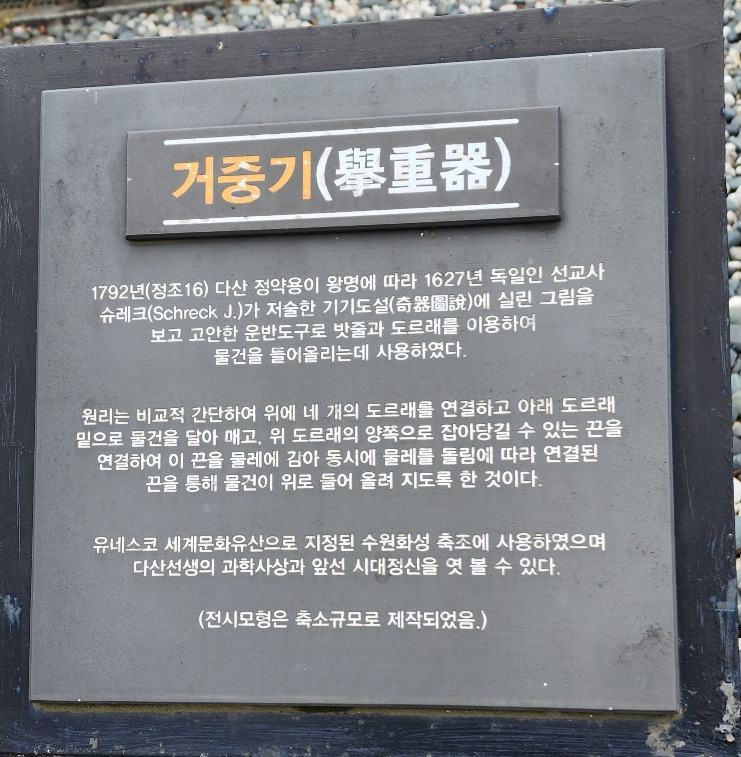 거중기(擧重器)
1792년(정조16) 다산 정약용이 왕명에 따라 1627년 독일인 선교사
슈레크(Schreck J.)가 저술한 기기도설(奇器圖說)에 실린 그림을
보고 고안한 운반도구로 밧줄과 도르래를 이용하여
물건을 들어올리는데 사용하였다.
원리는 비교적 간단하여 위에 네 개의 도르래를 연결하고 아래 도르래
밑으로 물건을 달아 매고, 위 도르래의 양쪽으로 잡아당길 수 있는 끈을
연결하여 이 끈을 물레에 감아 동시에 물레를 돌림에 따라 연결된
끈을 통해 물건이 위로 들어 올려 지도록 한 것이다.
유네스코 세계문화유산으로 지정된 수원화성 축조에 사용하였으며
다산선생의 과학사상과 앞선 시대정신을 엿 볼 수 있다.
(전시모형은 축소규모로 제작되었음.)